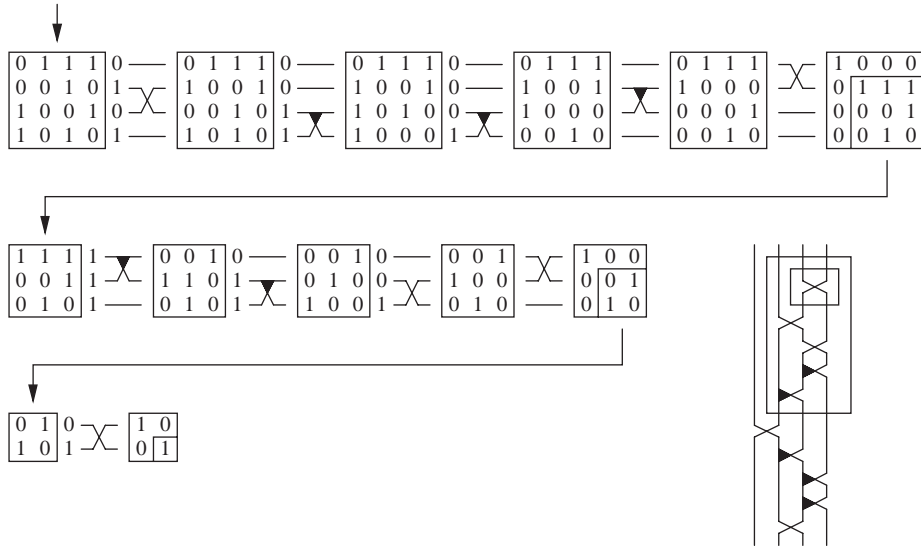 0 1 1 1 0 0 1 1 1 0 0 1 1 1 0 0 1 1 1 0 1 1 1 1 0 0 0
0 0 1 0 1 1 0 0 1 0 1 0 0 1 0 1 0 0 1 1 0 0 0 0 1 1 1
1 0 0 1 0 0 0 1 0 1 1 0 1 0 0 1 0 0 0 0 0 0 1 0 0 0 1
1 0 1 0 1 1 0 1 0 1 1 0 0 0 1 0 0 1 0 0 0 1 0 0 0 1 0
1 1 1 1 0 0 1 0 0 0 1 0 0 0 1 1 0 0
0 0 1 1 1 1 0 1 0 1 0 0 1 0 0 0 0 1
0 1 0 1 0 1 0 1 1 0 0 1 0 1 0 0 1 0
0 1 0 1 0
1 0 1 0 1